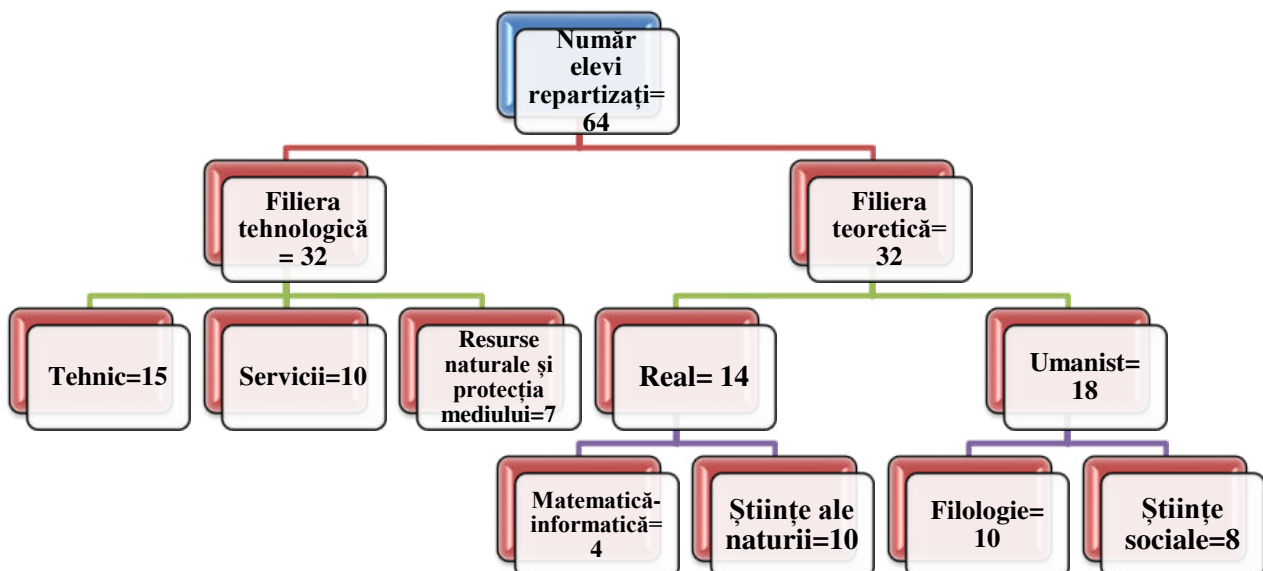 Număr
elevi
repartizați=
64
Filiera
tehnologică
= 32
Filiera
teoretică=
32
Tehnic=15
Servicii=10
Resurse
naturale și
protecția
mediului=7
Real= 14
Umanist=
18
Matematică-
informatică=
4
Științe ale
naturii=10
Filologie=
10
Științe
sociale=8